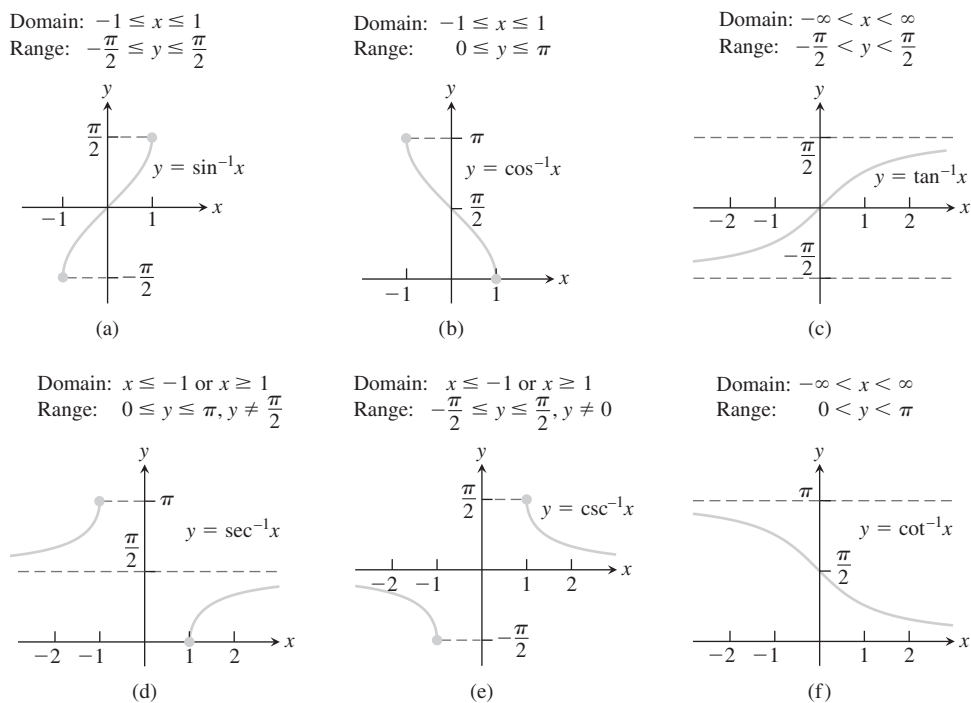 Domain: −1 ≤ x ≤ 1
Range: −π/2 ≤ y ≤ π/2
y
π/2
y = sin⁻¹x
−1
1
x
−π/2
(a)
Domain: −1 ≤ x ≤ 1
Range: 0 ≤ y ≤ π
y
π
y = cos⁻¹x
π/2
−1
1
x
(b)
Domain: −∞ < x < ∞
Range: −π/2 < y < π/2
y
π/2
y = tan⁻¹x
−2 −1 1 2
x
−π/2
(c)
Domain: x ≤ −1 or x ≥ 1
Range: 0 ≤ y ≤ π, y ≠ π/2
y
π
y = sec⁻¹x
π/2
−2 −1 1 2
x
(d)
Domain: x ≤ −1 or x ≥ 1
Range: −π/2 ≤ y ≤ π/2, y ≠ 0
y
π/2
y = csc⁻¹x
−2 −1 1 2
x
−π/2
(e)
Domain: −∞ < x < ∞
Range: 0 < y < π
y
π
y = cot⁻¹x
π/2
−2 −1 1 2
x
(f)